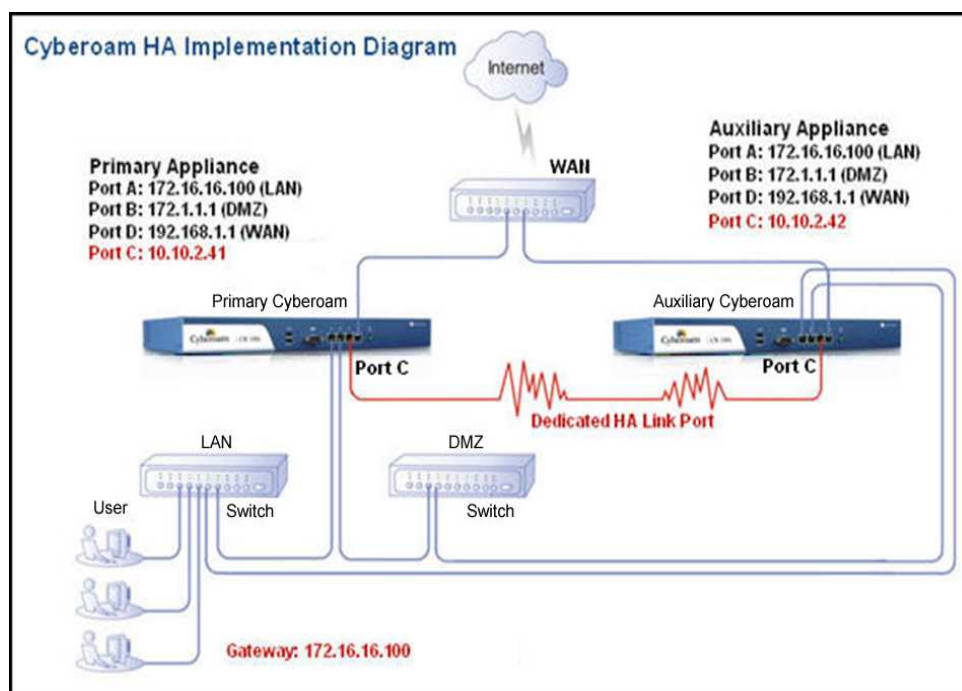 Cyberoam HA Implementation Diagram
Internet
WAN
Primary Appliance
Port A: 172.16.16.100 (LAN)
Port B: 172.1.1.1 (DMZ)
Port D: 192.168.1.1 (WAN)
Port C: 10.10.2.41
Auxiliary Appliance
Port A: 172.16.16.100 (LAN)
Port B: 172.1.1.1 (DMZ)
Port D: 192.168.1.1 (WAN)
Port C: 10.10.2.42
Primary Cyberoam
Auxiliary Cyberoam
Cyberoam
Cyberoam
Port C
Port C
Dedicated HA Link Port
LAN
DMZ
User
Switch
Switch
Gateway: 172.16.16.100